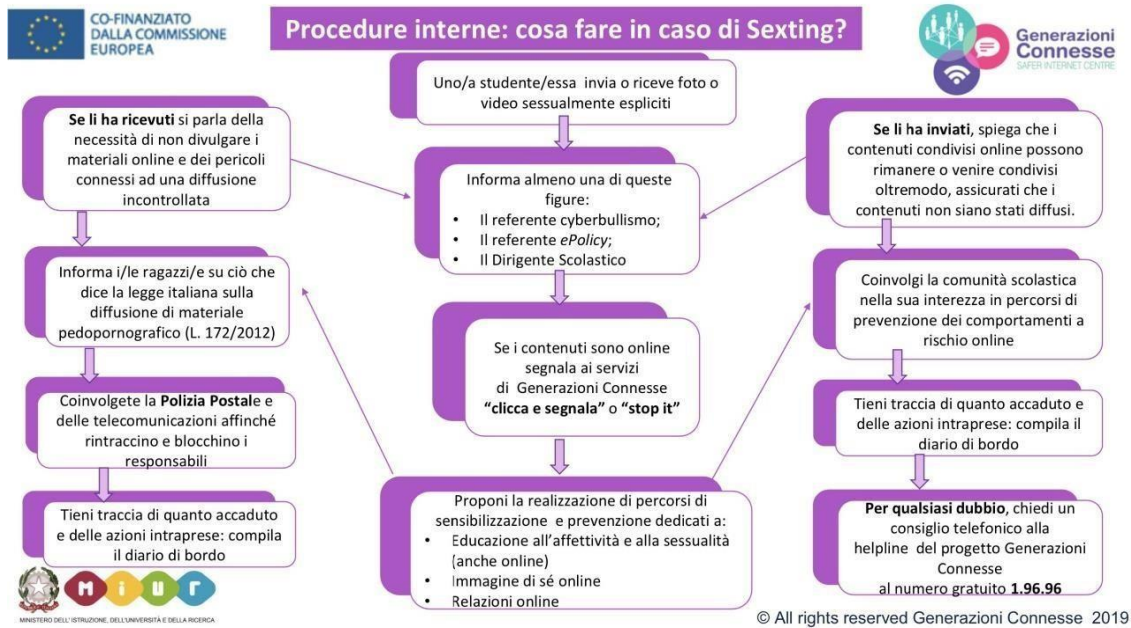 CO-FINANZIATO
DALLA COMMISSIONE
EUROPEA
Procedure interne: cosa fare in caso di Sexting?
Generazioni
Connesse
SAFER INTERNET CENTRE
Uno/a studente/essa invia o riceve foto o
video sessualmente espliciti
Se li ha ricevuti si parla della
necessità di non divulgare i
materiali online e dei pericoli
connessi ad una diffusione
incontrollata
Informa i/le ragazzi/e su ciò che
dice la legge italiana sulla
diffusione di materiale
pedopornografico (L. 172/2012)
Coinvolgete la Polizia Postale e
delle telecomunicazioni affinché
rintraccino e blocchino i
responsabili
Tieni traccia di quanto accaduto
e delle azioni intraprese: compila
il diario di bordo
Informa almeno una di queste
figure:
• Il referente cyberbullismo;
• Il referente ePolicy;
• Il Dirigente Scolastico
Se i contenuti sono online
segnala ai servizi
di Generazioni Connesse
“clicca e segnala” o “stop it”
Proponi la realizzazione di percorsi di
sensibilizzazione e prevenzione dedicati a:
• Educazione all’affettività e alla sessualità
(anche online)
• Immagine di sé online
• Relazioni online
Se li ha inviati, spiega che i
contenuti condivisi online possono
rimanere o venire condivisi
oltremodo, assicurati che i
contenuti non siano stati diffusi.
Coinvolgi la comunità scolastica
nella sua interezza in percorsi di
prevenzione dei comportamenti a
rischio online
Tieni traccia di quanto accaduto e
delle azioni intraprese: compila il
diario di bordo
Per qualsiasi dubbio, chiedi un
consiglio telefonico alla
helpline del progetto Generazioni
Connesse
al numero gratuito 1.96.96
miur
MINISTERO DELL’ISTRUZIONE, DELL’UNIVERSITÀ E DELLA RICERCA
© All rights reserved Generazioni Connesse 2019